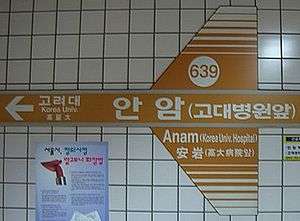 639
고려대
Korea Univ.
高麗大
안암(고대병원앞)
Anam(Korea Univ. Hospital)
安岩(高大病院앞)